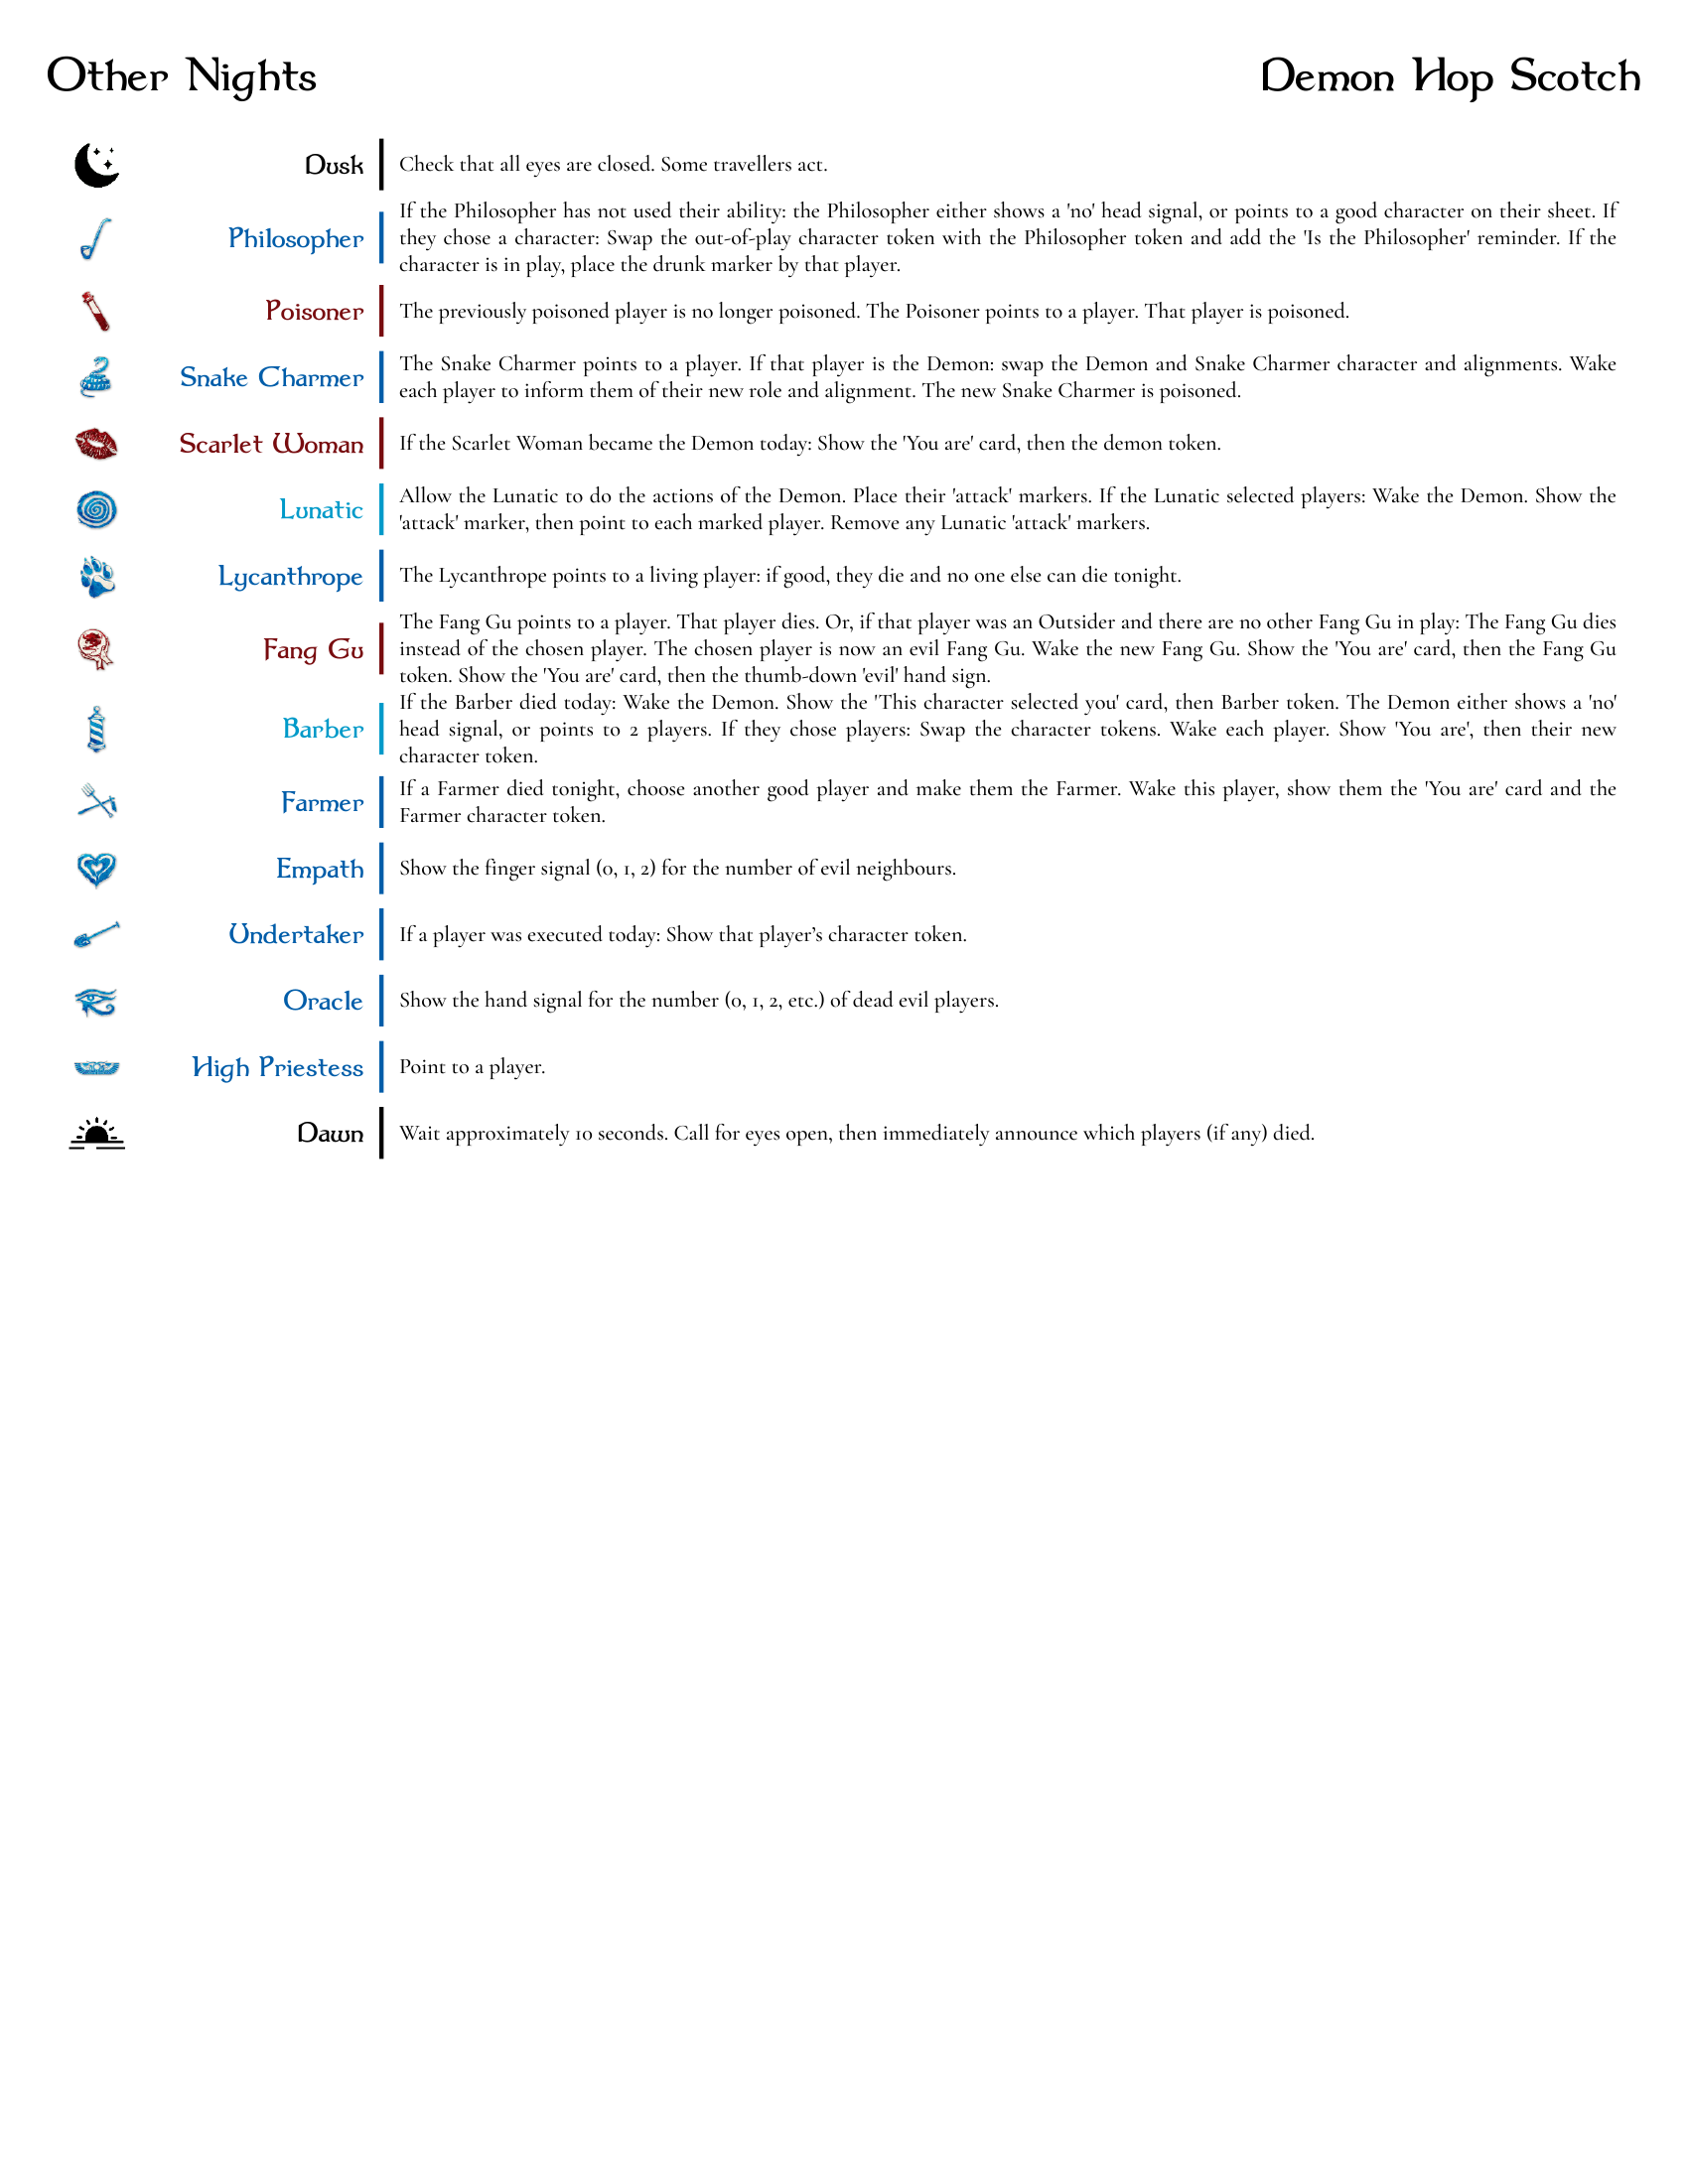 Other Nights
Demon Hop Scotch
Dusk
Check that all eyes are closed. Some travellers act.
Philosopher
If the Philosopher has not used their ability: the Philosopher either shows a 'no' head signal, or points to a good character on their sheet. If
they chose a character: Swap the out-of-play character token with the Philosopher token and add the 'Is the Philosopher' reminder. If the
character is in play, place the drunk marker by that player.
Poisoner
The previously poisoned player is no longer poisoned. The Poisoner points to a player. That player is poisoned.
Snake Charmer
The Snake Charmer points to a player. If that player is the Demon: swap the Demon and Snake Charmer character and alignments. Wake
each player to inform them of their new role and alignment. The new Snake Charmer is poisoned.
Scarlet Woman
If the Scarlet Woman became the Demon today: Show the 'You are' card, then the demon token.
Lunatic
Allow the Lunatic to do the actions of the Demon. Place their 'attack' markers. If the Lunatic selected players: Wake the Demon. Show the
'attack' marker, then point to each marked player. Remove any Lunatic 'attack' markers.
Lycanthrope
The Lycanthrope points to a living player: if good, they die and no one else can die tonight.
Fang Gu
The Fang Gu points to a player. That player dies. Or, if that player was an Outsider and there are no other Fang Gu in play: The Fang Gu dies
instead of the chosen player. The chosen player is now an evil Fang Gu. Wake the new Fang Gu. Show the 'You are' card, then the Fang Gu
token. Show the 'You are' card, then the thumb-down 'evil' hand sign.
Barber
If the Barber died today: Wake the Demon. Show the 'This character selected you' card, then Barber token. The Demon either shows a 'no'
head signal, or points to 2 players. If they chose players: Swap the character tokens. Wake each player. Show 'You are', then their new
character token.
Farmer
If a Farmer died tonight, choose another good player and make them the Farmer. Wake this player, show them the 'You are' card and the
Farmer character token.
Empath
Show the finger signal (0, 1, 2) for the number of evil neighbours.
Undertaker
If a player was executed today: Show that player’s character token.
Oracle
Show the hand signal for the number (0, 1, 2, etc.) of dead evil players.
High Priestess
Point to a player.
Dawn
Wait approximately 10 seconds. Call for eyes open, then immediately announce which players (if any) died.